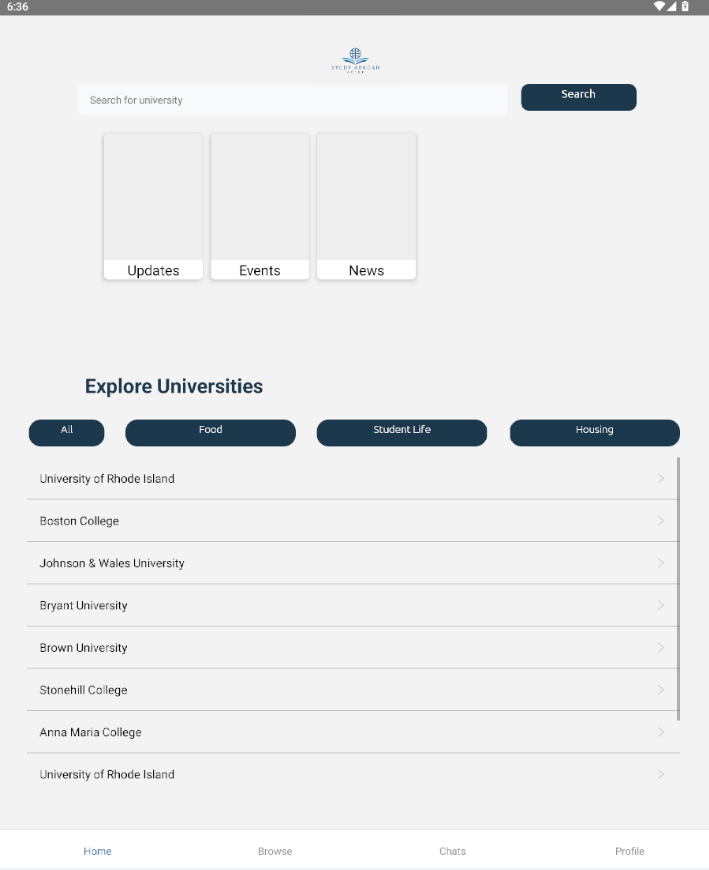 6:36
STUDY ABROAD
GUIDE
Search for university
Search
Updates
Events
News
Explore Universities
All
Food
Student Life
Housing
University of Rhode Island
Boston College
Johnson & Wales University
Bryant University
Brown University
Stonehill College
Anna Maria College
University of Rhode Island
Home
Browse
Chats
Profile